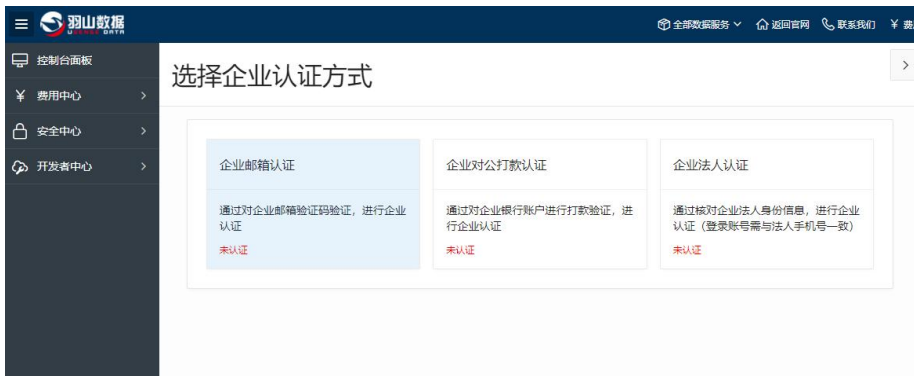 羽山数据
USENSE DATA
全部数据服务
返回官网
联系我们
¥ 费
控制台面板
¥ 费用中心
安全中心
开发者中心
选择企业认证方式
企业邮箱认证
通过对企业邮箱验证码验证，进行企业
认证
未认证
企业对公打款认证
通过对企业银行账户进行打款验证，进
行企业认证
未认证
企业法人认证
通过核对企业法人身份信息，进行企业
认证（登录账号需与法人手机号一致）
未认证